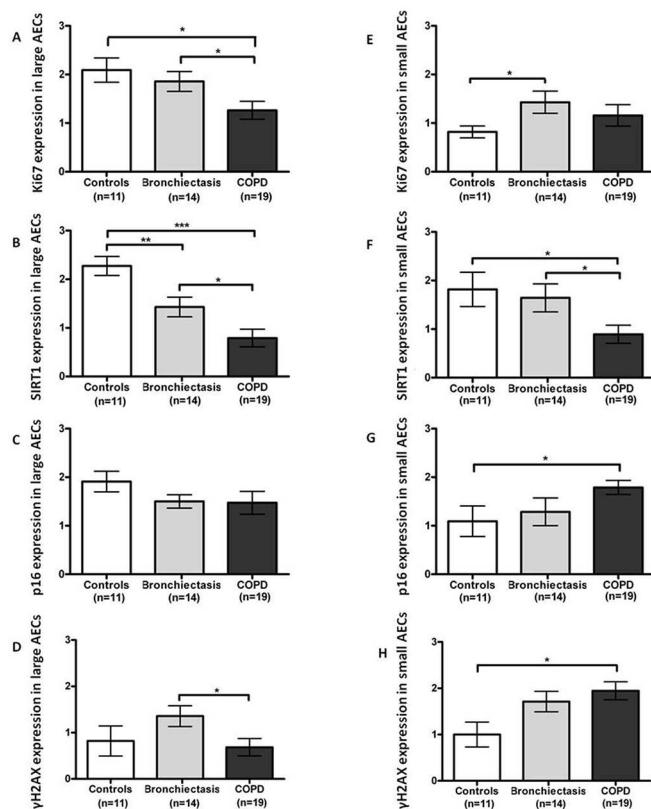 A
Ki67 expression in large AECs
3
2
1
0
*
*
Controls Bronchiectasis COPD
(n=11) (n=14) (n=19)
E
Ki67 expression in small AECs
3
2
1
0
*
Controls Bronchiectasis COPD
(n=11) (n=14) (n=19)
B
SIRT1 expression in large AECs
3
2
1
0
***
**
*
Controls Bronchiectasis COPD
(n=11) (n=14) (n=19)
F
SIRT1 expression in small AECs
3
2
1
0
*
*
Controls Bronchiectasis COPD
(n=11) (n=14) (n=19)
C
p16 expression in large AECs
3
2
1
0
Controls Bronchiectasis COPD
(n=11) (n=14) (n=19)
G
p16 expression in small AECs
3
2
1
0
*
Controls Bronchiectasis COPD
(n=11) (n=14) (n=19)
D
γH2AX expression in large AECs
3
2
1
0
*
Controls Bronchiectasis COPD
(n=11) (n=14) (n=19)
H
γH2AX expression in small AECs
3
2
1
0
*
Controls Bronchiectasis COPD
(n=11) (n=14) (n=19)